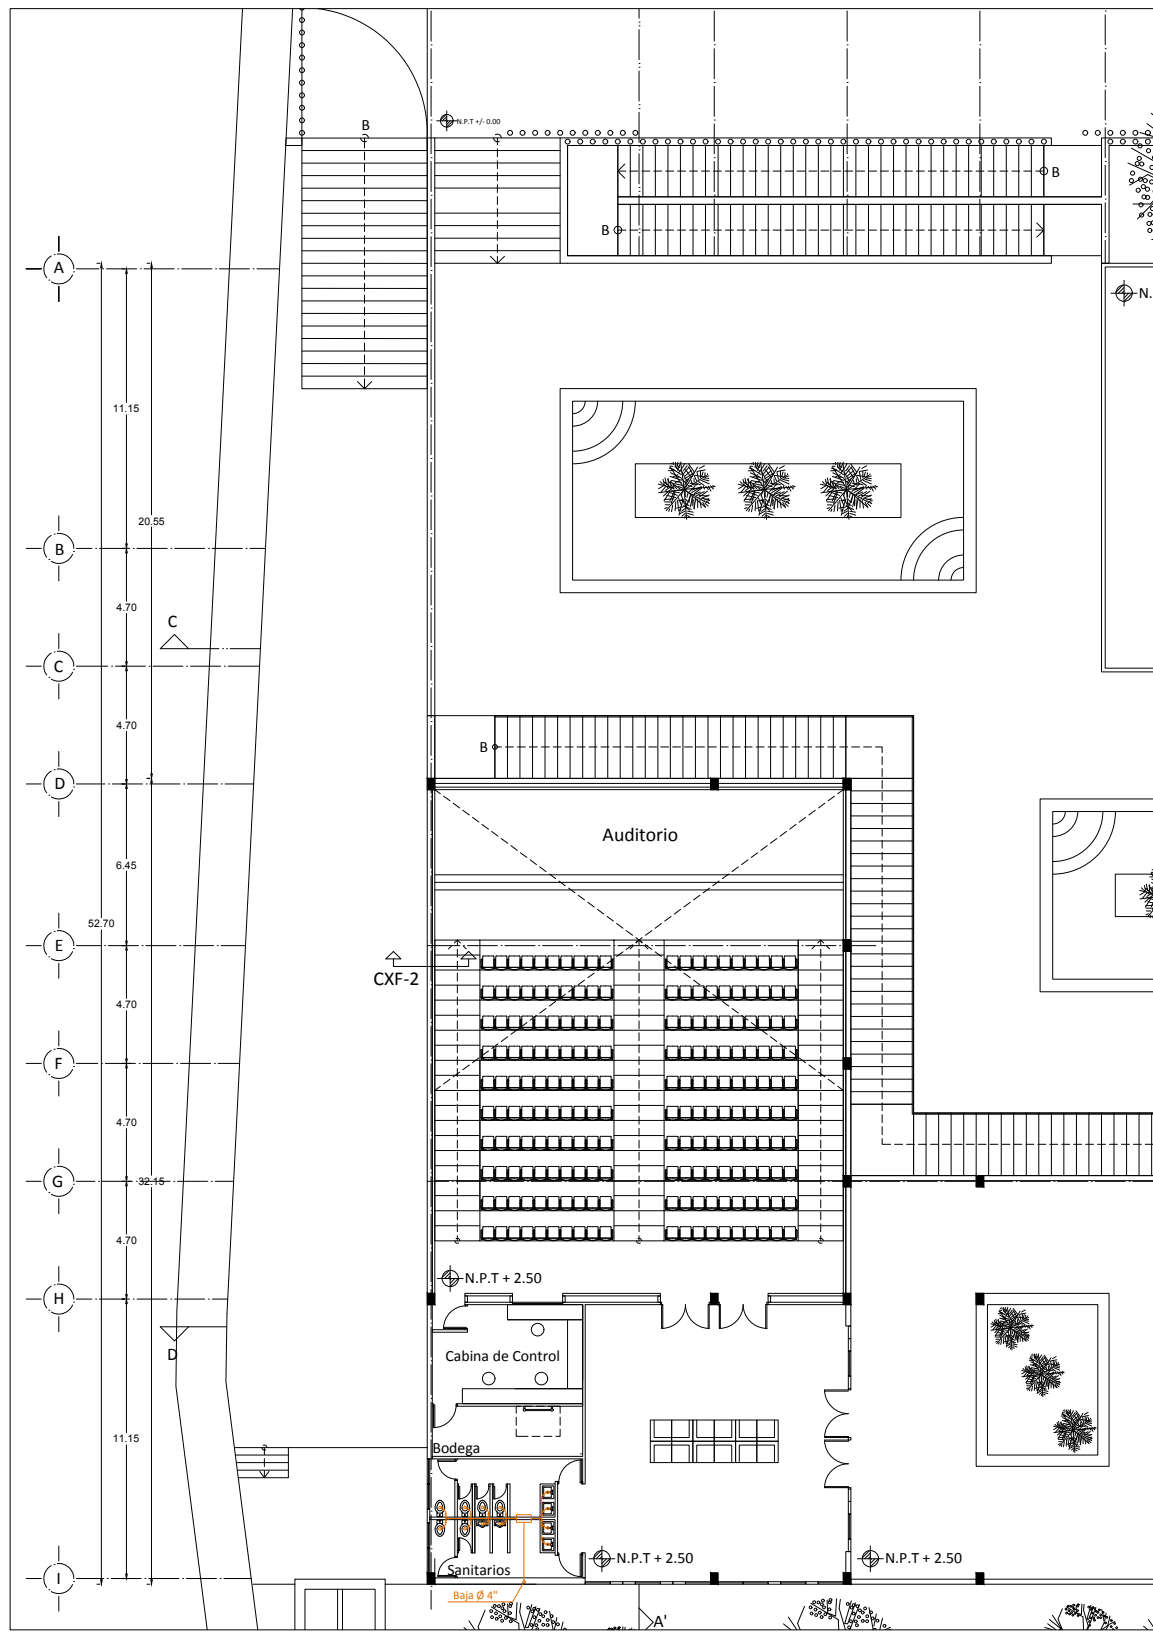 B
N.P.T +/- 0.00
B
B
A
N.
11.15
20.55
B
4.70
C
C
4.70
B
D
Auditorio
6.45
52.70
E
CXF-2
4.70
F
4.70
G
32.15
4.70
N.P.T + 2.50
H
D
Cabina de Control
11.15
Bodega
N.P.T + 2.50
N.P.T + 2.50
Sanitarios
I
Baja Ø 4"
A'